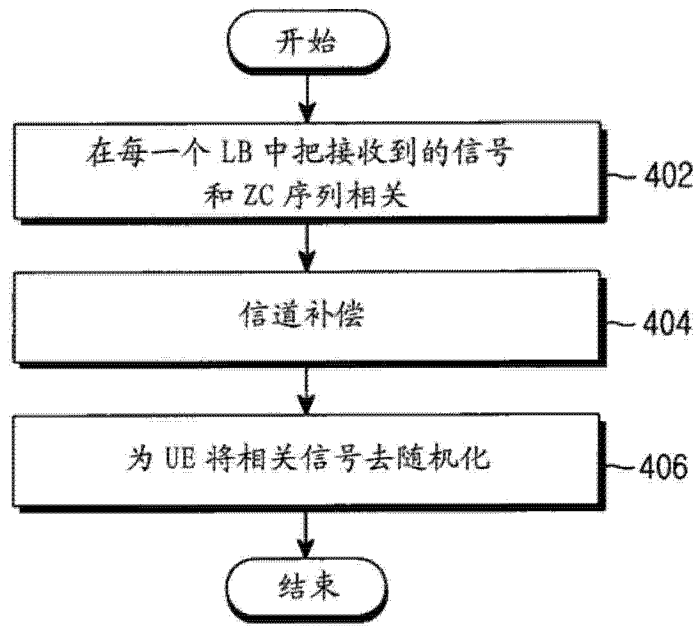 开始
在每一个 LB 中把接收到的信号
和 ZC 序列相关
402
信道补偿
404
为 UE 将相关信号去随机化
406
结束